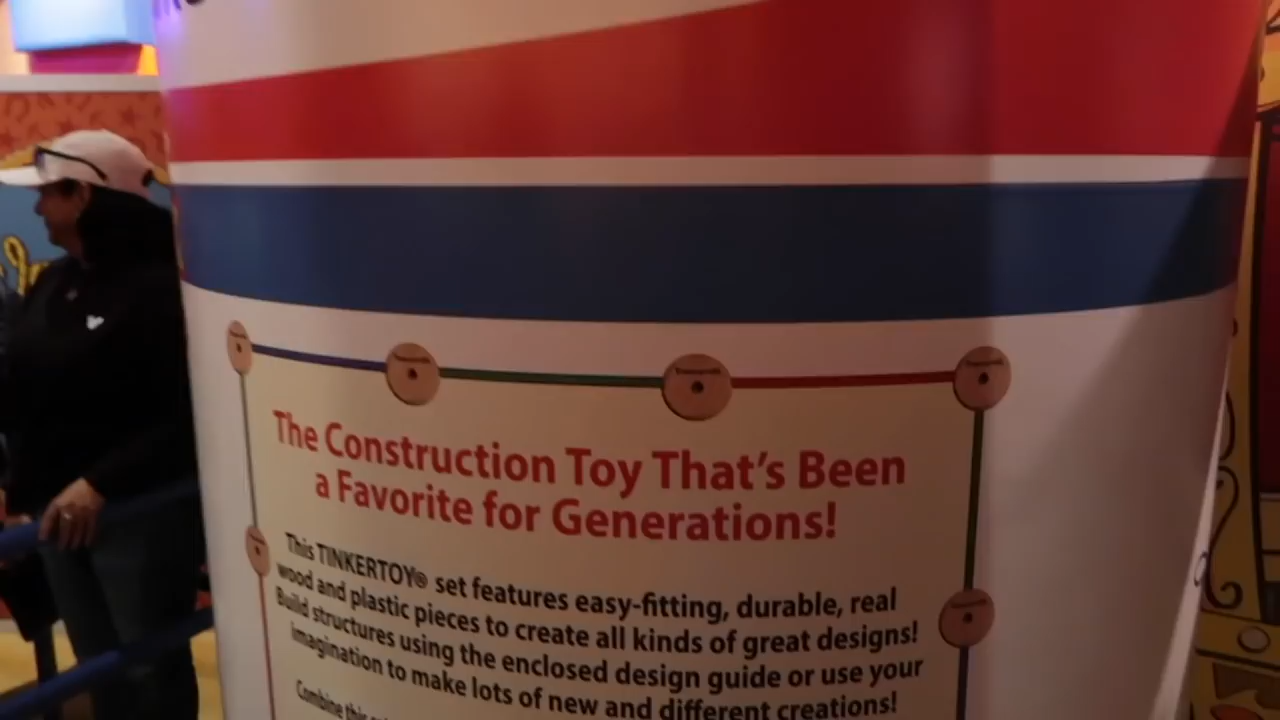 The Construction Toy That's Been
a Favorite for Generations!
This TINKERTOY® set features easy-fitting, durable, real
wood and plastic pieces to create all kinds of great designs!
Build structures using the enclosed design guide or use your
imagination to make lots of new and different creations!
Combine this